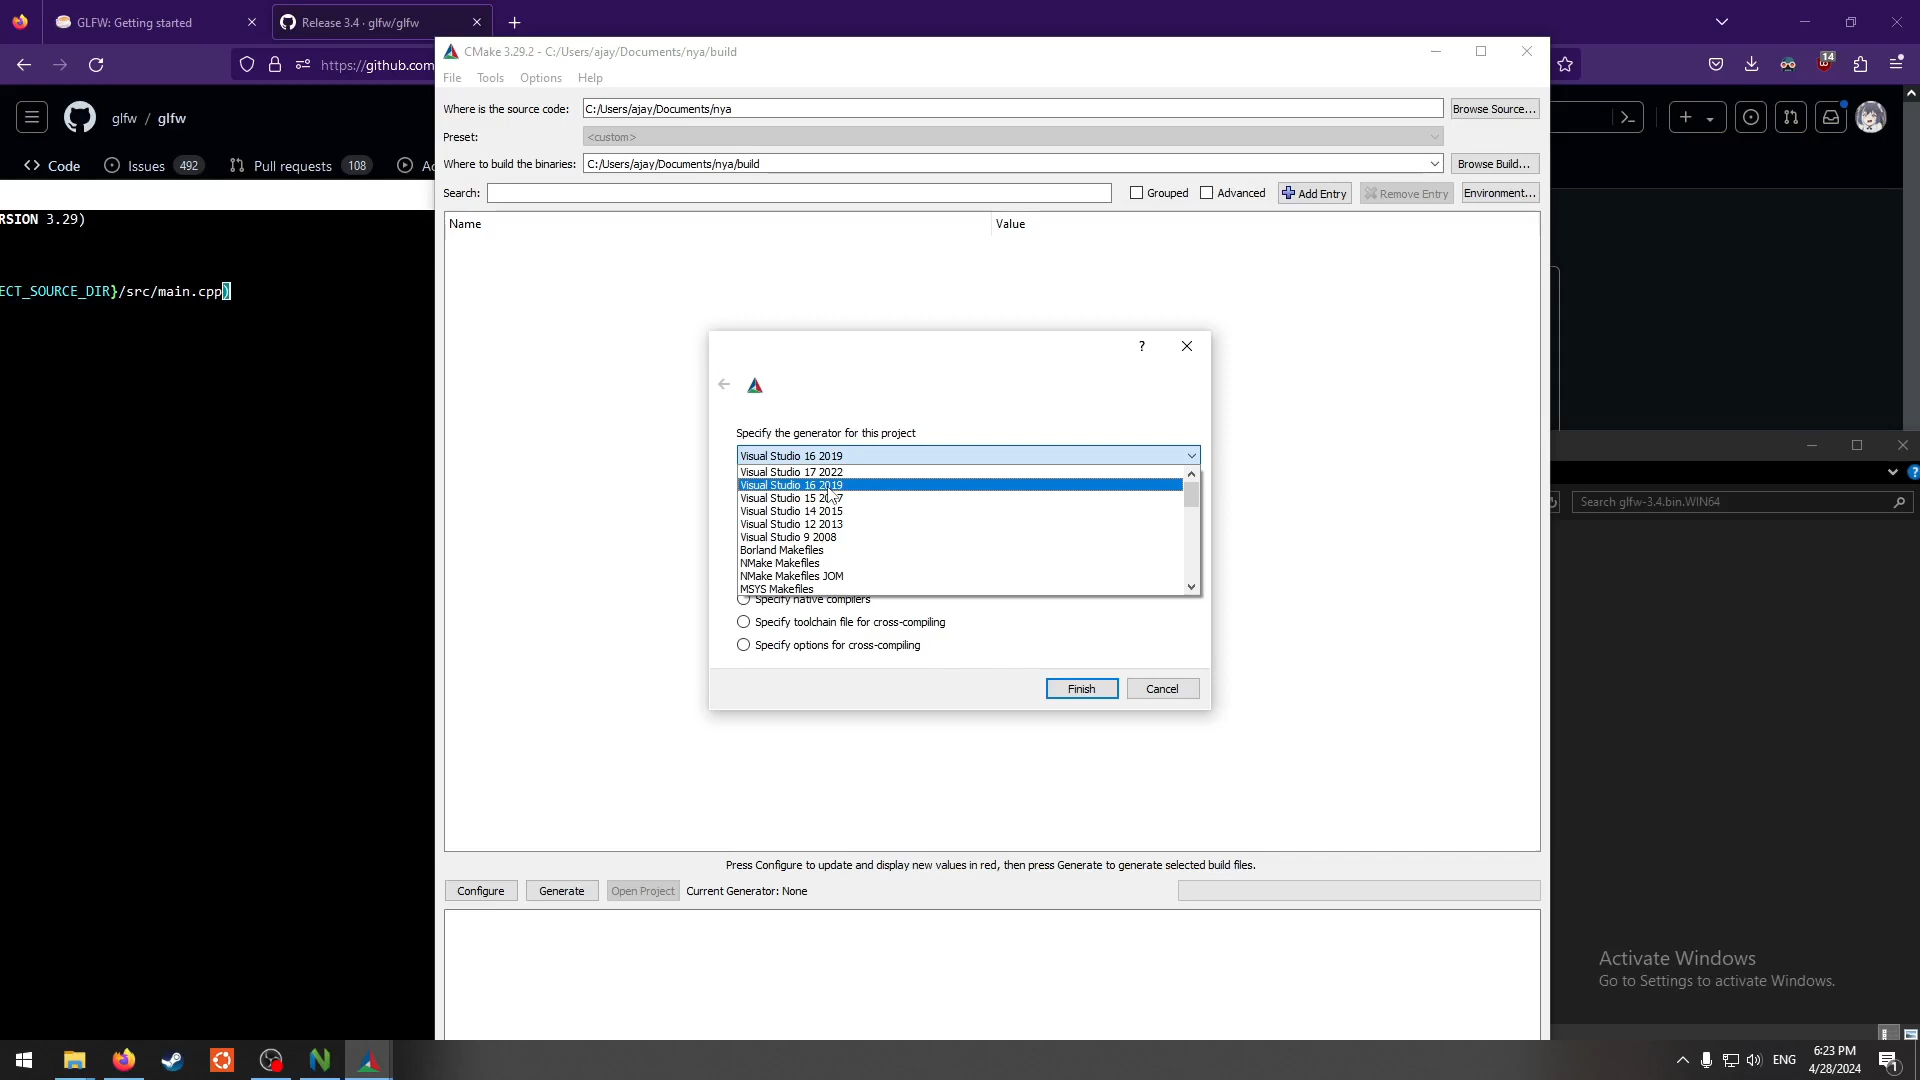 GLFW: Getting started
Release 3.4 · glfw/glfw
https://github.com
14
glfw / glfw
Code
Issues 492
Pull requests 108
RSION 3.29)
ECT_SOURCE_DIR}/src/main.cpp)
CMake 3.29.2 - C:/Users/ajay/Documents/nya/build
File Tools Options Help
Where is the source code: C:/Users/ajay/Documents/nya Browse Source...
Preset: <custom>
Where to build the binaries: C:/Users/ajay/Documents/nya/build Browse Build...
Search: Grouped Advanced Add Entry Remove Entry Environment...
Name Value
?
Specify the generator for this project
Visual Studio 16 2019
Visual Studio 17 2022
Visual Studio 16 2019
Visual Studio 15 2017
Visual Studio 14 2015
Visual Studio 12 2013
Visual Studio 9 2008
Borland Makefiles
NMake Makefiles
NMake Makefiles JOM
MSYS Makefiles
Specify native compilers
Specify toolchain file for cross-compiling
Specify options for cross-compiling
Finish Cancel
Press Configure to update and display new values in red, then press Generate to generate selected build files.
Configure Generate Open Project Current Generator: None
Search glfw-3.4.bin.WIN64
Activate Windows
Go to Settings to activate Windows.
ENG
6:23 PM
4/28/2024
1